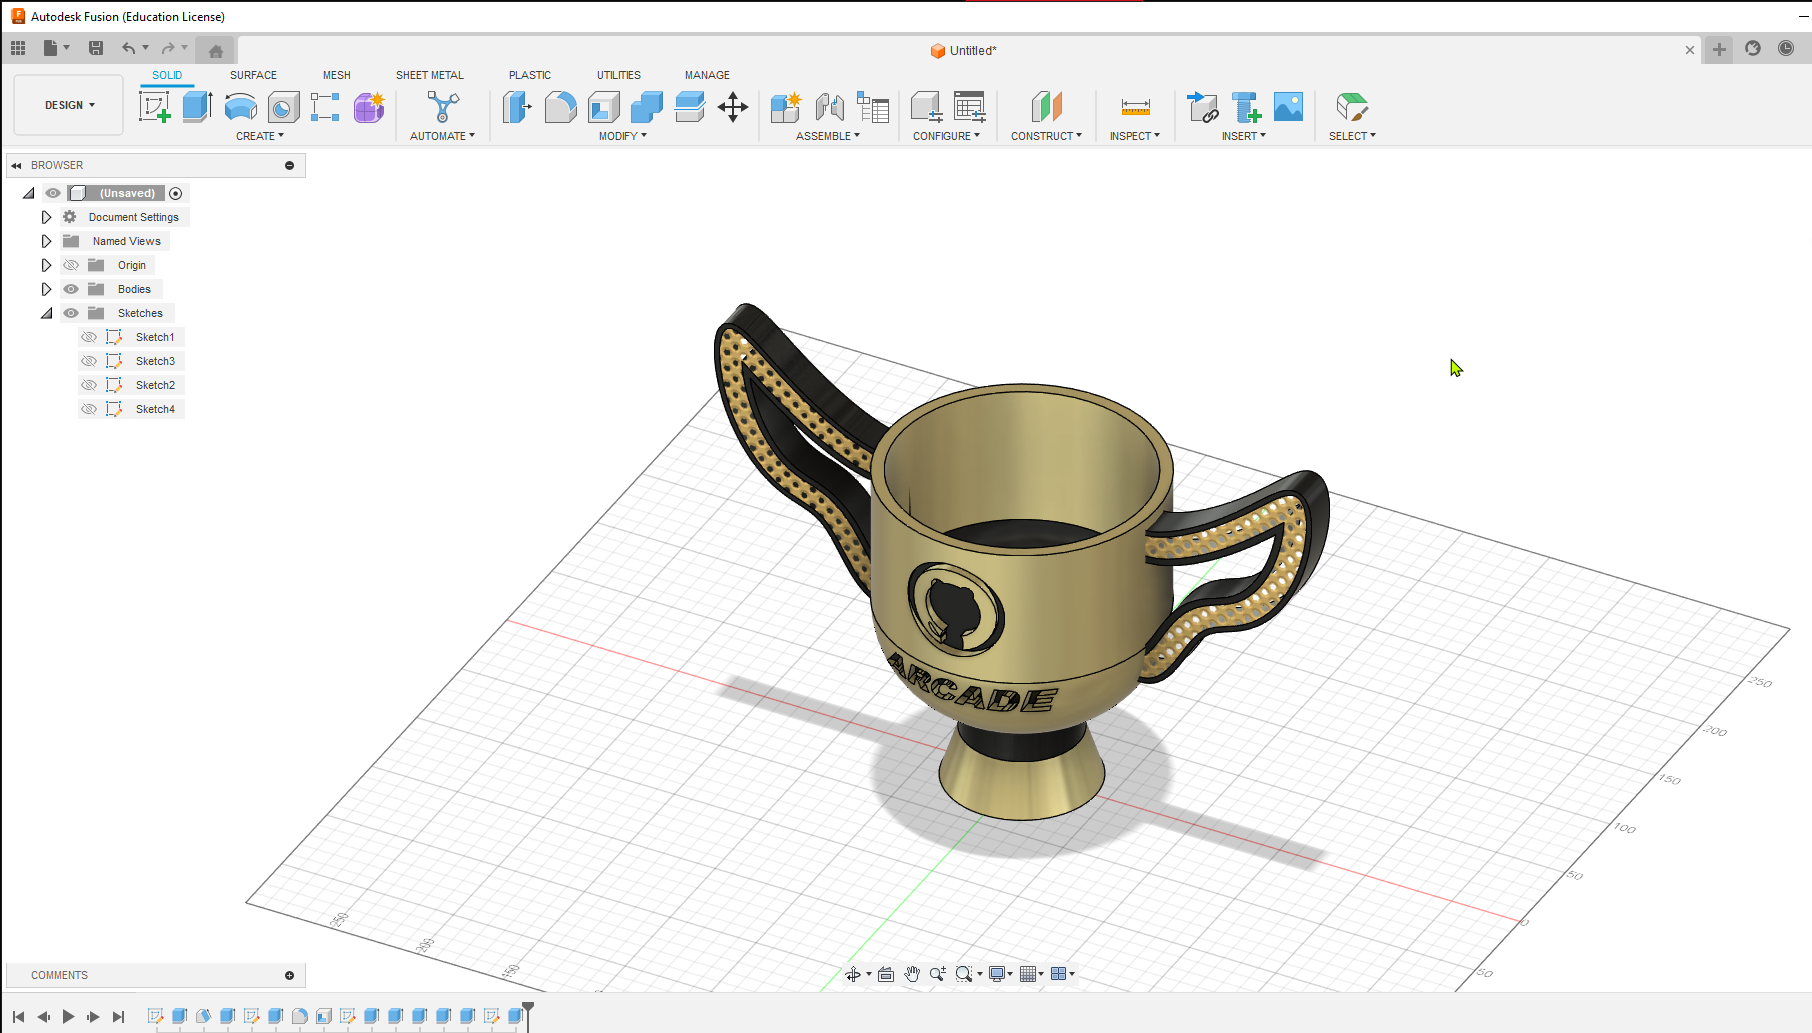 Autodesk Fusion (Education License)
Untitled*
DESIGN
SOLID
SURFACE
MESH
SHEET METAL
PLASTIC
UTILITIES
MANAGE
CREATE
AUTOMATE
MODIFY
ASSEMBLE
CONFIGURE
CONSTRUCT
INSPECT
INSERT
SELECT
BROWSER
(Unsaved)
Document Settings
Named Views
Origin
Bodies
Sketches
Sketch1
Sketch3
Sketch2
Sketch4
ARCADE
250
200
150
100
50
0
50
250
200
150
COMMENTS